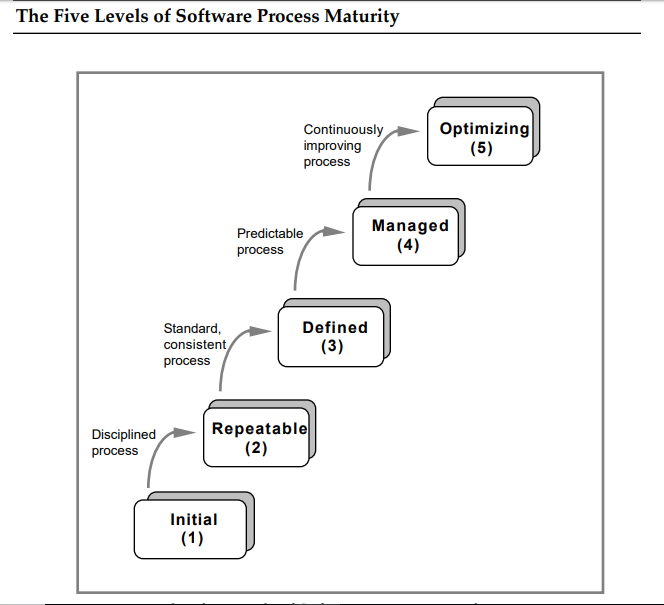 The Five Levels of Software Process Maturity
Continuously
improving
process
Optimizing
(5)
Predictable
process
Managed
(4)
Standard,
consistent
process
Defined
(3)
Disciplined
process
Repeatable
(2)
Initial
(1)